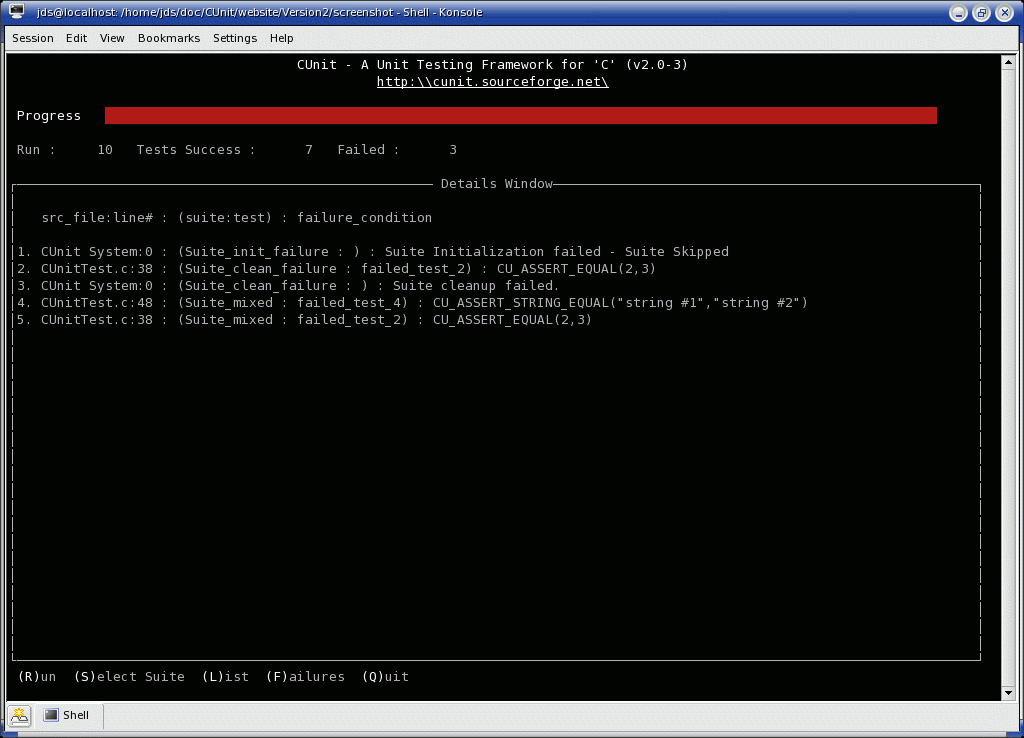 jds@localhost: /home/jds/doc/CUnit/website/Version2/screenshot - Shell - Konsole
Session Edit View Bookmarks Settings Help
CUnit - A Unit Testing Framework for 'C' (v2.0-3)
http:\\cunit.sourceforge.net\
Progress
Run : 10 Tests Success : 7 Failed : 3
Details Window
src_file:line# : (suite:test) : failure_condition
1. CUnit System:0 : (Suite_init_failure : ) : Suite Initialization failed - Suite Skipped
2. CUnitTest.c:38 : (Suite_clean_failure : failed_test_2) : CU_ASSERT_EQUAL(2,3)
3. CUnit System:0 : (Suite_clean_failure : ) : Suite cleanup failed.
4. CUnitTest.c:48 : (Suite_mixed : failed_test_4) : CU_ASSERT_STRING_EQUAL("string #1","string #2")
5. CUnitTest.c:38 : (Suite_mixed : failed_test_2) : CU_ASSERT_EQUAL(2,3)
(R)un (S)elect Suite (L)ist (F)ailures (Q)uit
Shell